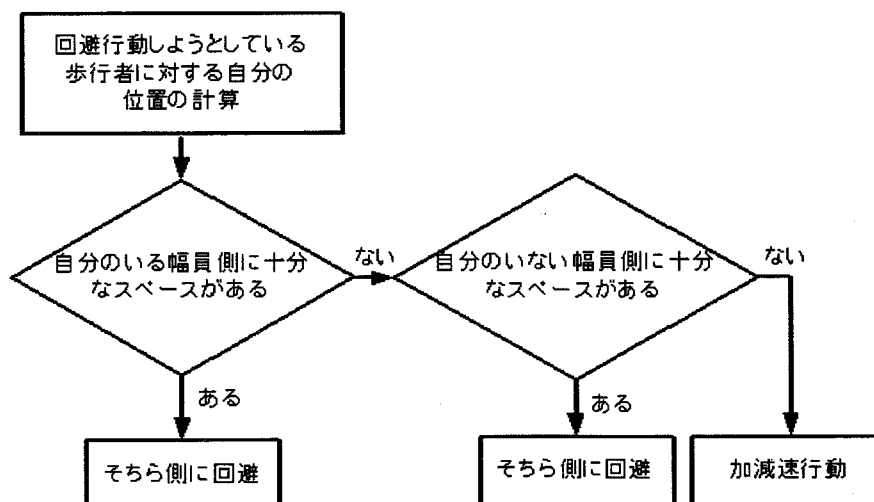 回避行動しようとしている
歩行者に対する自分の
位置の計算
自分のいる幅員側に十分
なスペースがある
ない
自分のいない幅員側に十分
なスペースがある
ない
ある
ある
そちら側に回避
そちら側に回避
加減速行動